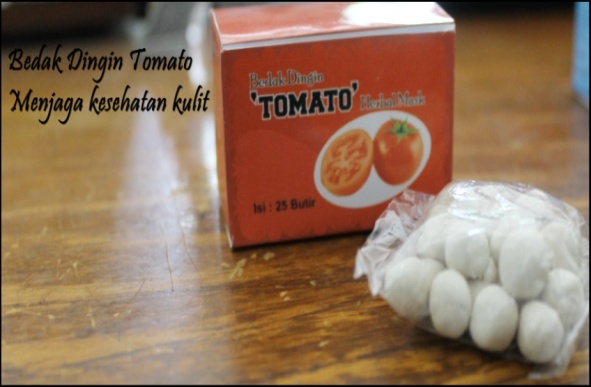 Bedak Dingin Tomato
Menjaga kesehatan kulit
Bedak Dingin
'TOMATO'
Herbal Mask
Isi : 25 Butir